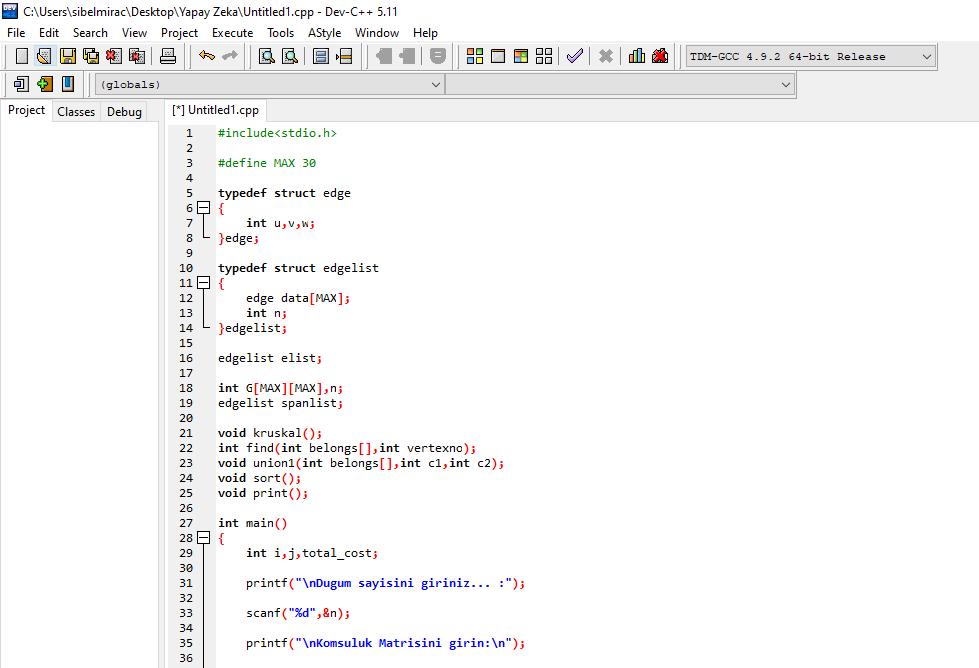 C:\Users\sibelmirac\Desktop\Yapay Zeka\Untitled1.cpp - Dev-C++ 5.11
File Edit Search View Project Execute Tools AStyle Window Help
TDM-GCC 4.9.2 64-bit Release
(globals)
Project Classes Debug [*] Untitled1.cpp
1 #include<stdio.h>
2
3 #define MAX 30
4
5 typedef struct edge
6 {
7 int u,v,w;
8 }edge;
9
10 typedef struct edgelist
11 {
12 edge data[MAX];
13 int n;
14 }edgelist;
15
16 edgelist elist;
17
18 int G[MAX][MAX],n;
19 edgelist spanlist;
20
21 void kruskal();
22 int find(int belongs[],int vertexno);
23 void union1(int belongs[],int c1,int c2);
24 void sort();
25 void print();
26
27 int main()
28 {
29 int i,j,total_cost;
30
31 printf("\nDugum sayisini giriniz... :");
32
33 scanf("%d",&n);
34
35 printf("\nKomsuluk Matrisini girin:\n");
36